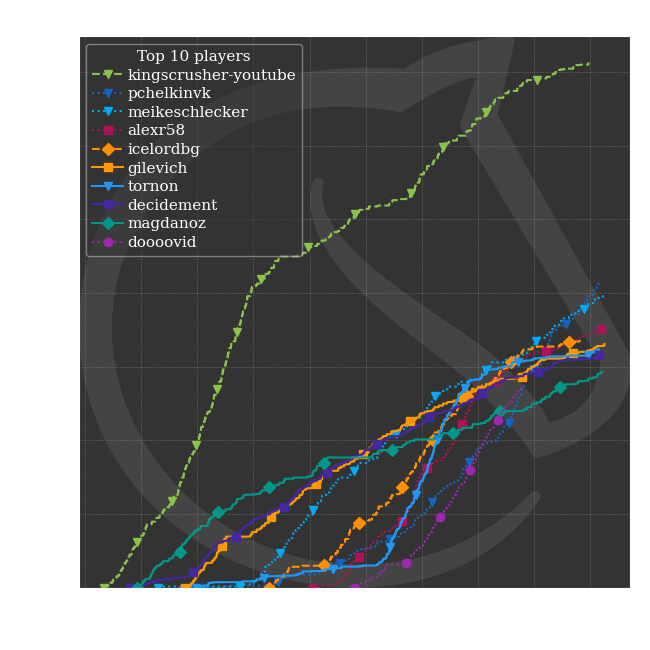 Top 10 players
kingscrusher-youtube
pchelkinvk
meikeschlecker
alexr58
icelordbg
gilevich
tornon
decidement
magdanoz
doooovid